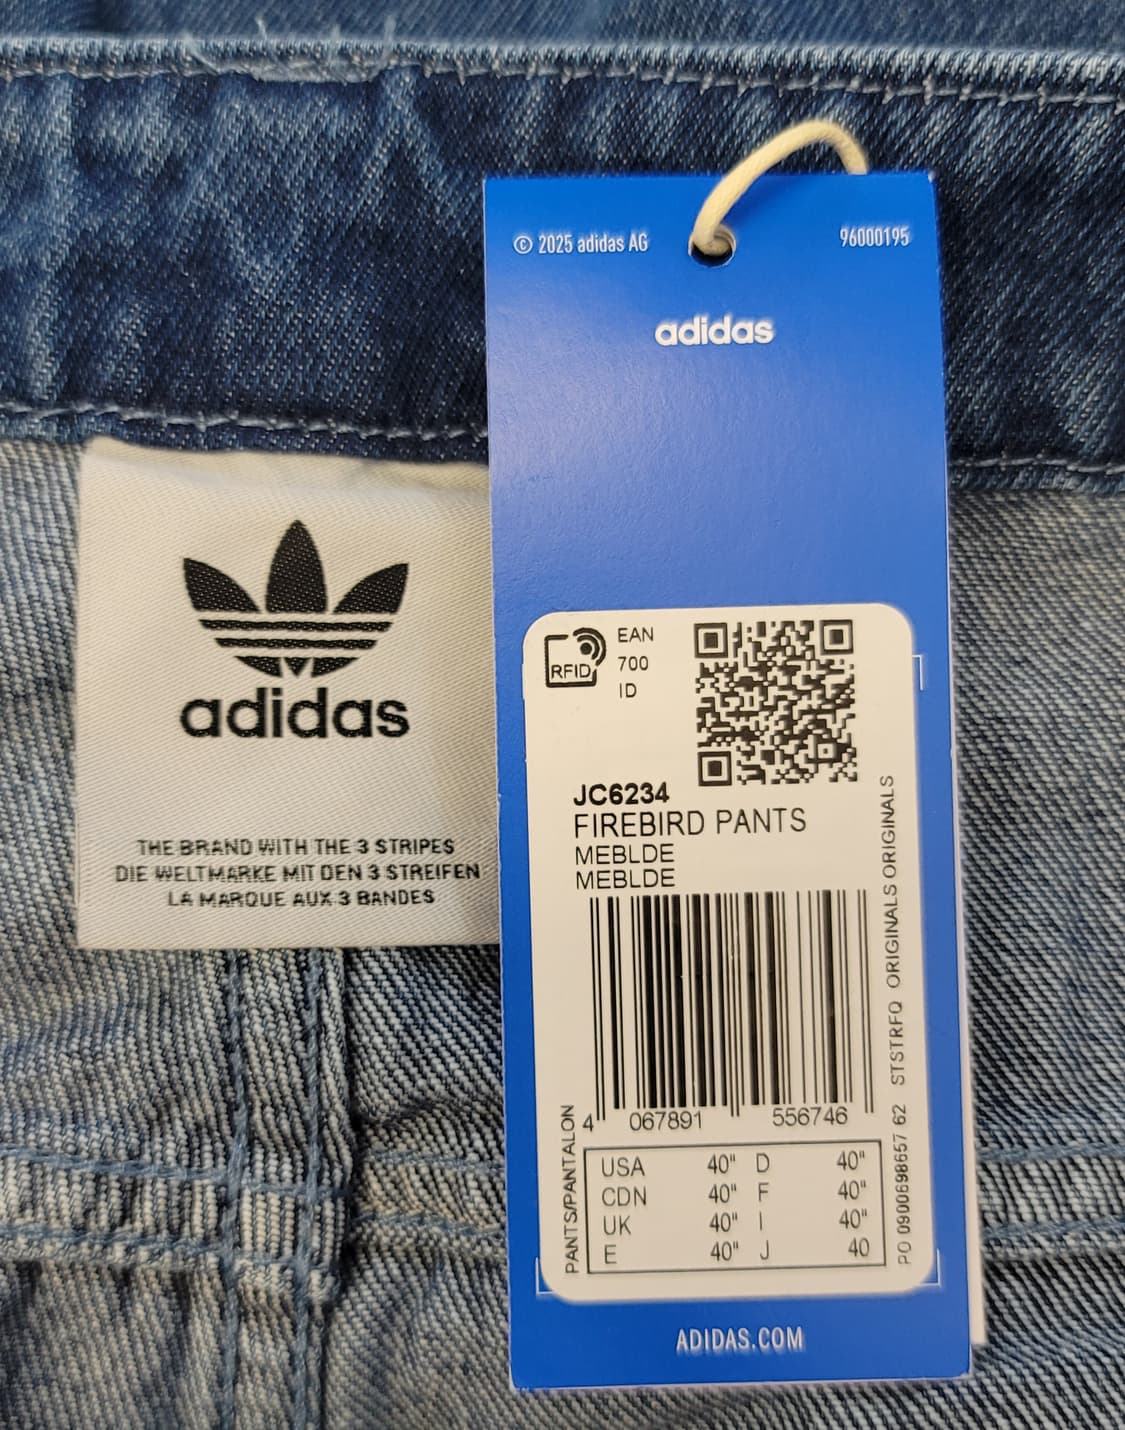 © 2025 adidas AG
96000195
adidas
adidas
THE BRAND WITH THE 3 STRIPES
DIE WELTMARKE MIT DEN 3 STREIFEN
LA MARQUE AUX 3 BANDES
RFID
EAN
700
ID
JC6234
FIREBIRD PANTS
MEBLDE
MEBLDE
4 067891 556746
PANTS/PANTALON
USA 40" D 40"
CDN 40" F 40"
UK 40" I 40"
E 40" J 40
PO 0900698657 62 STSTRFQ ORIGINALS ORIGINALS
ADIDAS.COM